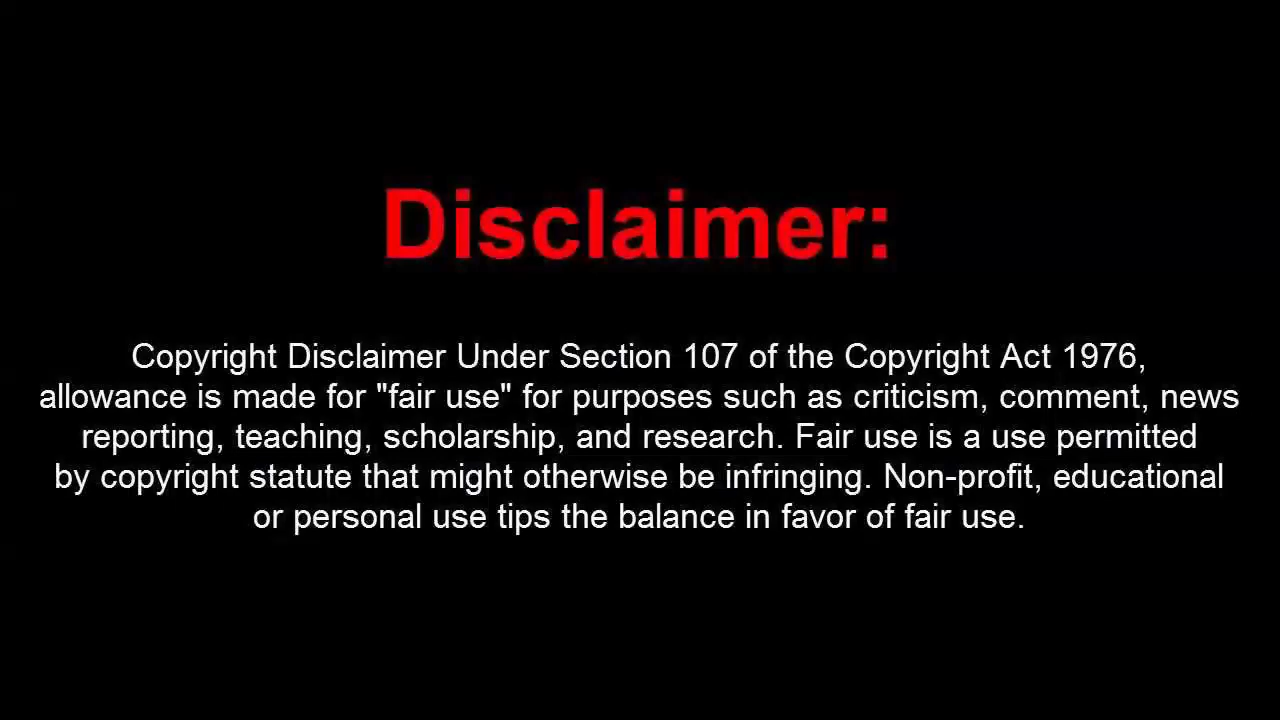 Disclaimer:
Copyright Disclaimer Under Section 107 of the Copyright Act 1976,
allowance is made for "fair use" for purposes such as criticism, comment, news
reporting, teaching, scholarship, and research. Fair use is a use permitted
by copyright statute that might otherwise be infringing. Non-profit, educational
or personal use tips the balance in favor of fair use.